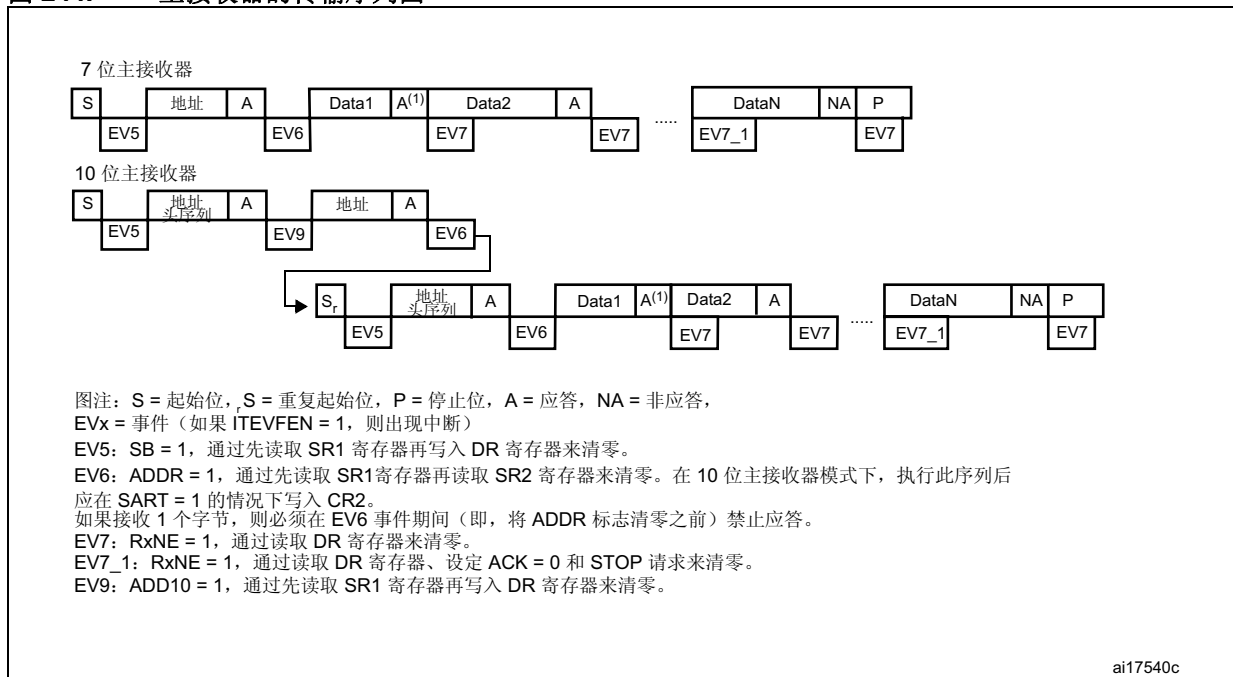 7 位主接收器
S 地址 A Data1 A(1) Data2 A ..... DataN NA P
EV5 EV6 EV7 EV7 EV7_1 EV7
10 位主接收器
S 地址头序列 A 地址 A
EV5 EV9 EV6
Sr 地址头序列 A Data1 A(1) Data2 A ..... DataN NA P
EV5 EV6 EV7 EV7 EV7_1 EV7
图注：S = 起始位，rS = 重复起始位，P = 停止位，A = 应答，NA = 非应答，
EVx = 事件（如果 ITEVFEN = 1，则出现中断）
EV5：SB = 1，通过先读取 SR1 寄存器再写入 DR 寄存器来清零。
EV6：ADDR = 1，通过先读取 SR1寄存器再读取 SR2 寄存器来清零。在 10 位主接收器模式下，执行此序列后
应在 SART = 1 的情况下写入 CR2。
如果接收 1 个字节，则必须在 EV6 事件期间（即，将 ADDR 标志清零之前）禁止应答。
EV7：RxNE = 1，通过读取 DR 寄存器来清零。
EV7_1：RxNE = 1，通过读取 DR 寄存器、设定 ACK = 0 和 STOP 请求来清零。
EV9：ADD10 = 1，通过先读取 SR1 寄存器再写入 DR 寄存器来清零。
ai17540c